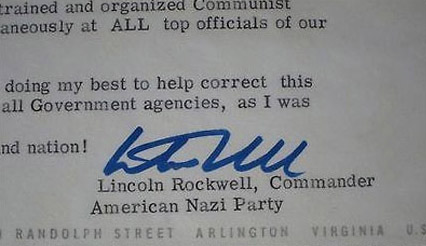 trained and organized Communist
aneously at ALL top officials of our
doing my best to help correct this
all Government agencies, as I was
nd nation!
Lincoln Rockwell, Commander
American Nazi Party
RANDOLPH STREET ARLINGTON VIRGINIA U.S